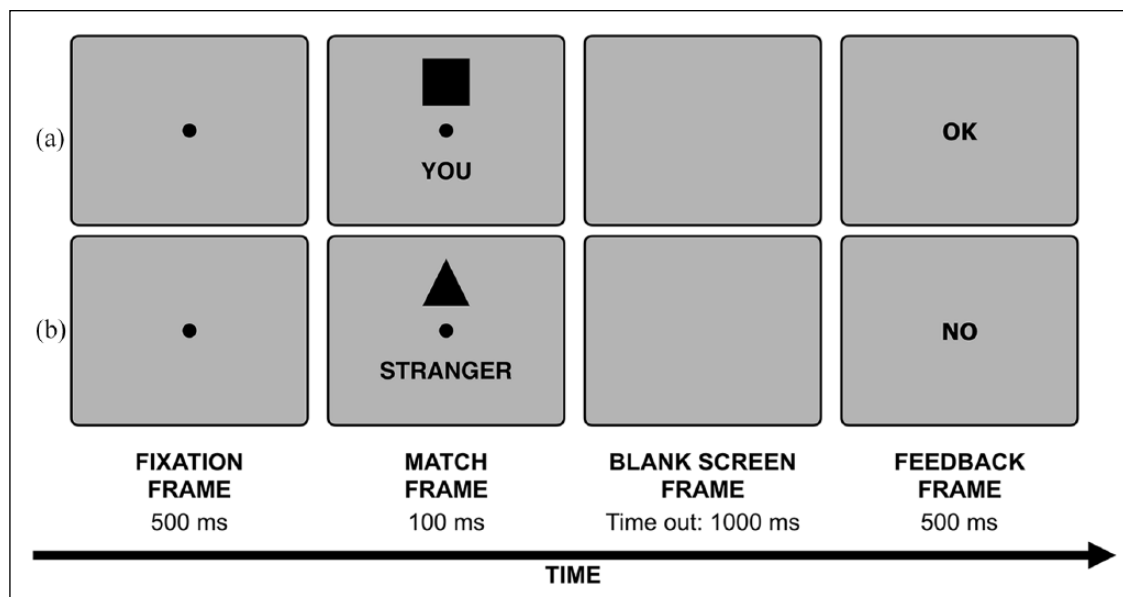 (a)
YOU
OK
(b)
STRANGER
NO
FIXATION
FRAME
500 ms
MATCH
FRAME
100 ms
BLANK SCREEN
FRAME
Time out: 1000 ms
FEEDBACK
FRAME
500 ms
TIME